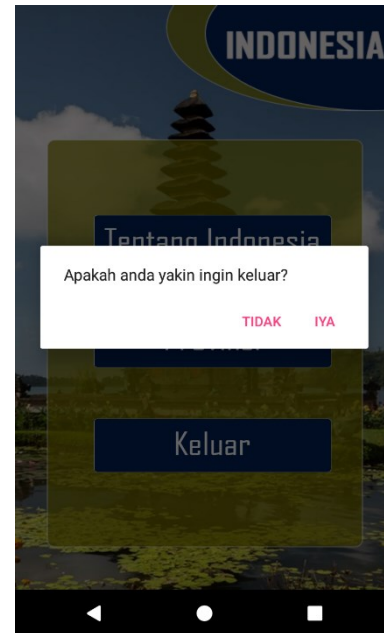 INDONESIA
Tentang Indonesia
Apakah anda yakin ingin keluar?
TIDAK IYA
Keluar